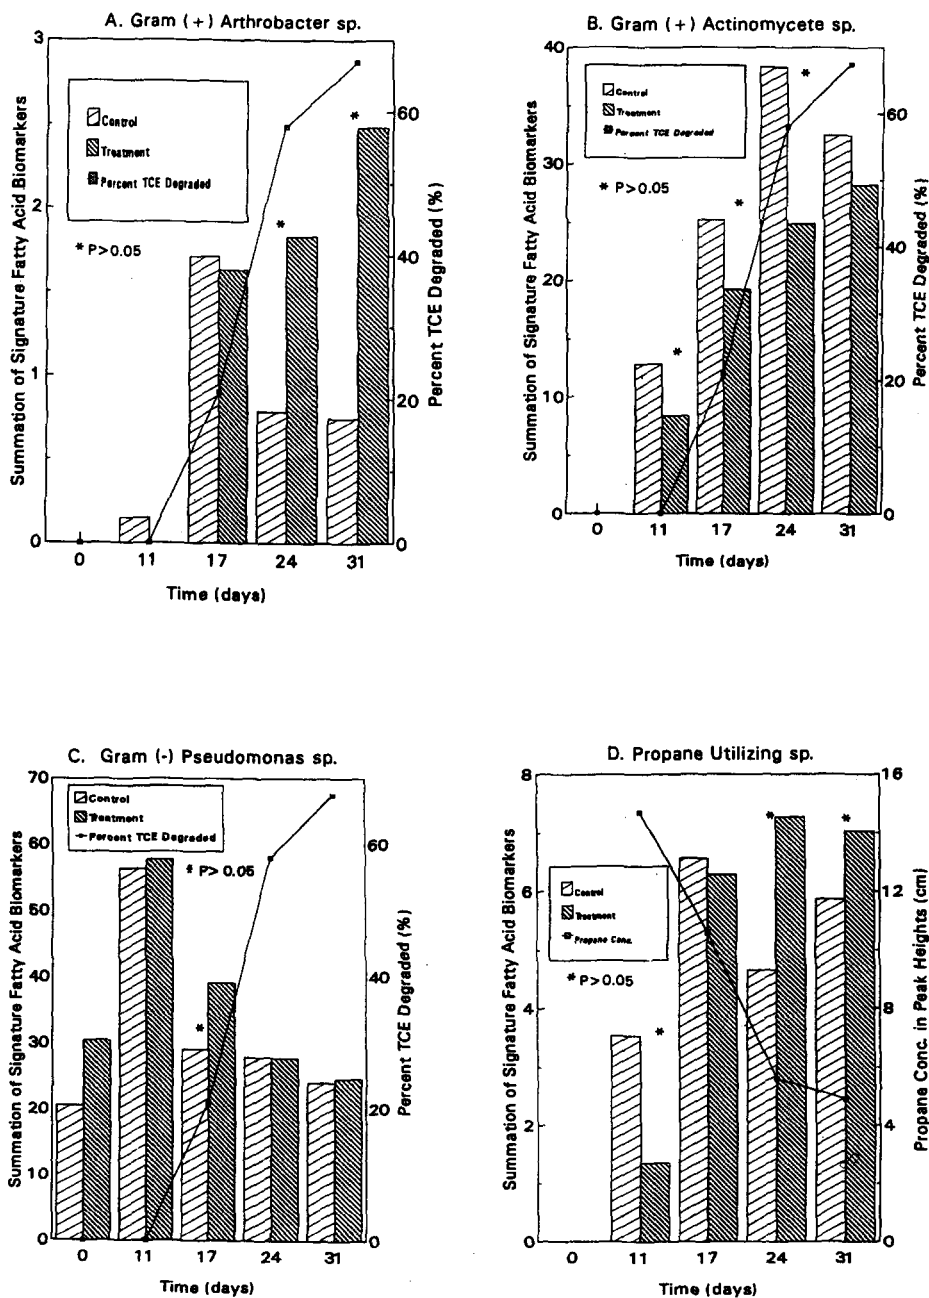 A. Gram (+) Arthrobacter sp.
3
2
1
0
Summation of Signature Fatty Acid Biomarkers
Control
Treatment
Percent TCE Degraded
* P>0.05
*
*
60
40
20
0
Percent TCE Degraded (%)
0 11 17 24 31
Time (days)
B. Gram (+) Actinomycete sp.
40
30
20
10
0
Summation of Signature Fatty Acid Biomarkers
Control
Treatment
Percent TCE Degraded
* P>0.05
*
*
*
60
40
20
0
Percent TCE Degraded (%)
0 11 17 24 31
Time (days)
C. Gram (-) Pseudomonas sp.
70
60
50
40
30
20
10
0
Summation of Signature Fatty Acid Biomarkers
Control
Treatment
Percent TCE Degraded
* P> 0.05
*
60
40
20
0
Percent TCE Degraded (%)
0 11 17 24 31
Time (days)
D. Propane Utilizing sp.
8
6
4
2
0
Summation of Signature Fatty Acid Biomarkers
Control
Treatment
Propane Conc.
* P>0.05
*
*
*
16
12
8
4
0
Propane Conc. in Peak Heights (cm)
0 11 17 24 31
Time (days)